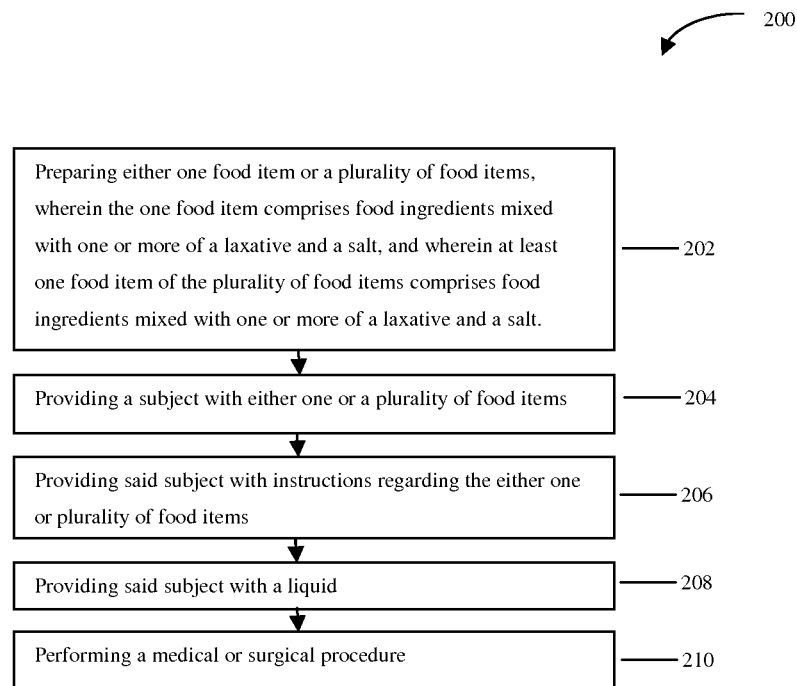 200
Preparing either one food item or a plurality of food items,
wherein the one food item comprises food ingredients mixed
with one or more of a laxative and a salt, and wherein at least
one food item of the plurality of food items comprises food
ingredients mixed with one or more of a laxative and a salt.
202
Providing a subject with either one or a plurality of food items
204
Providing said subject with instructions regarding the either one
or plurality of food items
206
Providing said subject with a liquid
208
Performing a medical or surgical procedure
210